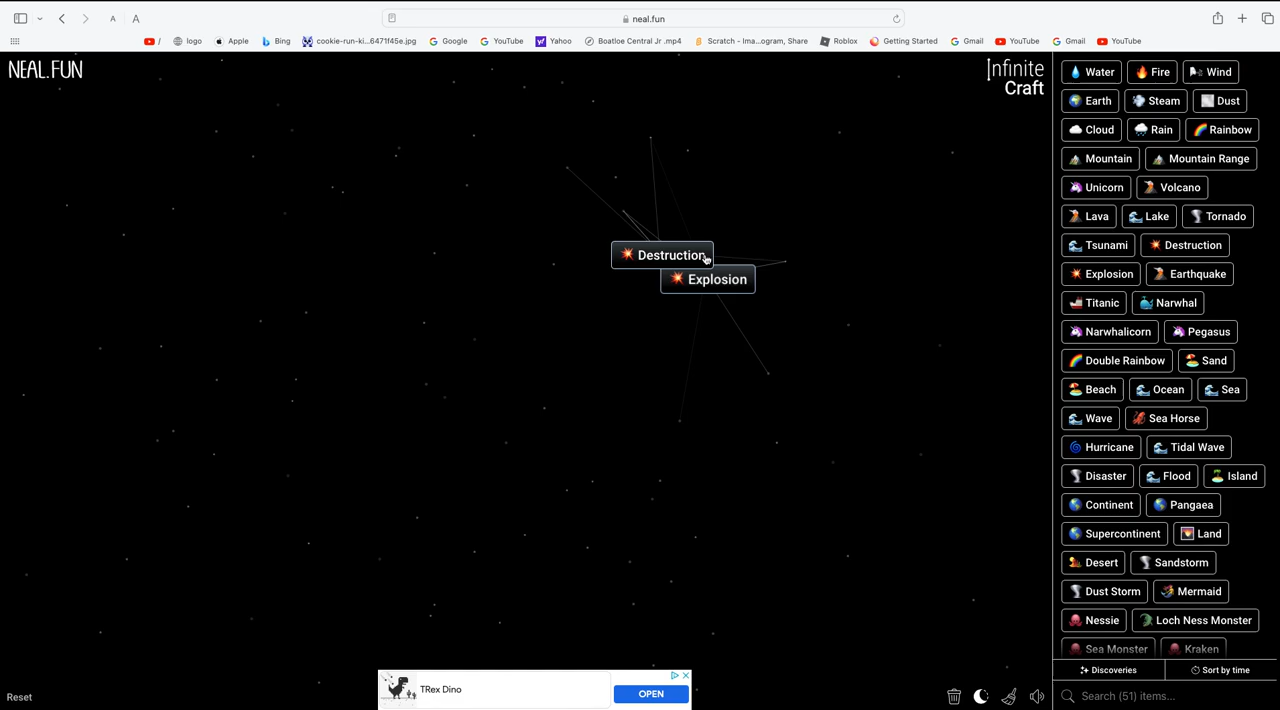 A A neal.fun
/ logo Apple Bing cookie-run-ki...6471f45e.jpg Google YouTube Yahoo Boatloe Central Jr .mp4 Scratch - Ima...ogram, Share Roblox Getting Started Gmail YouTube Gmail YouTube
NEAL.FUN
Infinite
Craft
Destruction
Explosion
Water Fire Wind
Earth Steam Dust
Cloud Rain Rainbow
Mountain Mountain Range
Unicorn Volcano
Lava Lake Tornado
Tsunami Destruction
Explosion Earthquake
Titanic Narwhal
Narwhalicorn Pegasus
Double Rainbow Sand
Beach Ocean Sea
Wave Sea Horse
Hurricane Tidal Wave
Disaster Flood Island
Continent Pangaea
Supercontinent Land
Desert Sandstorm
Dust Storm Mermaid
Nessie Loch Ness Monster
Sea Monster Kraken
Discoveries Sort by time
Search (51) items...
TRex Dino
OPEN
Reset